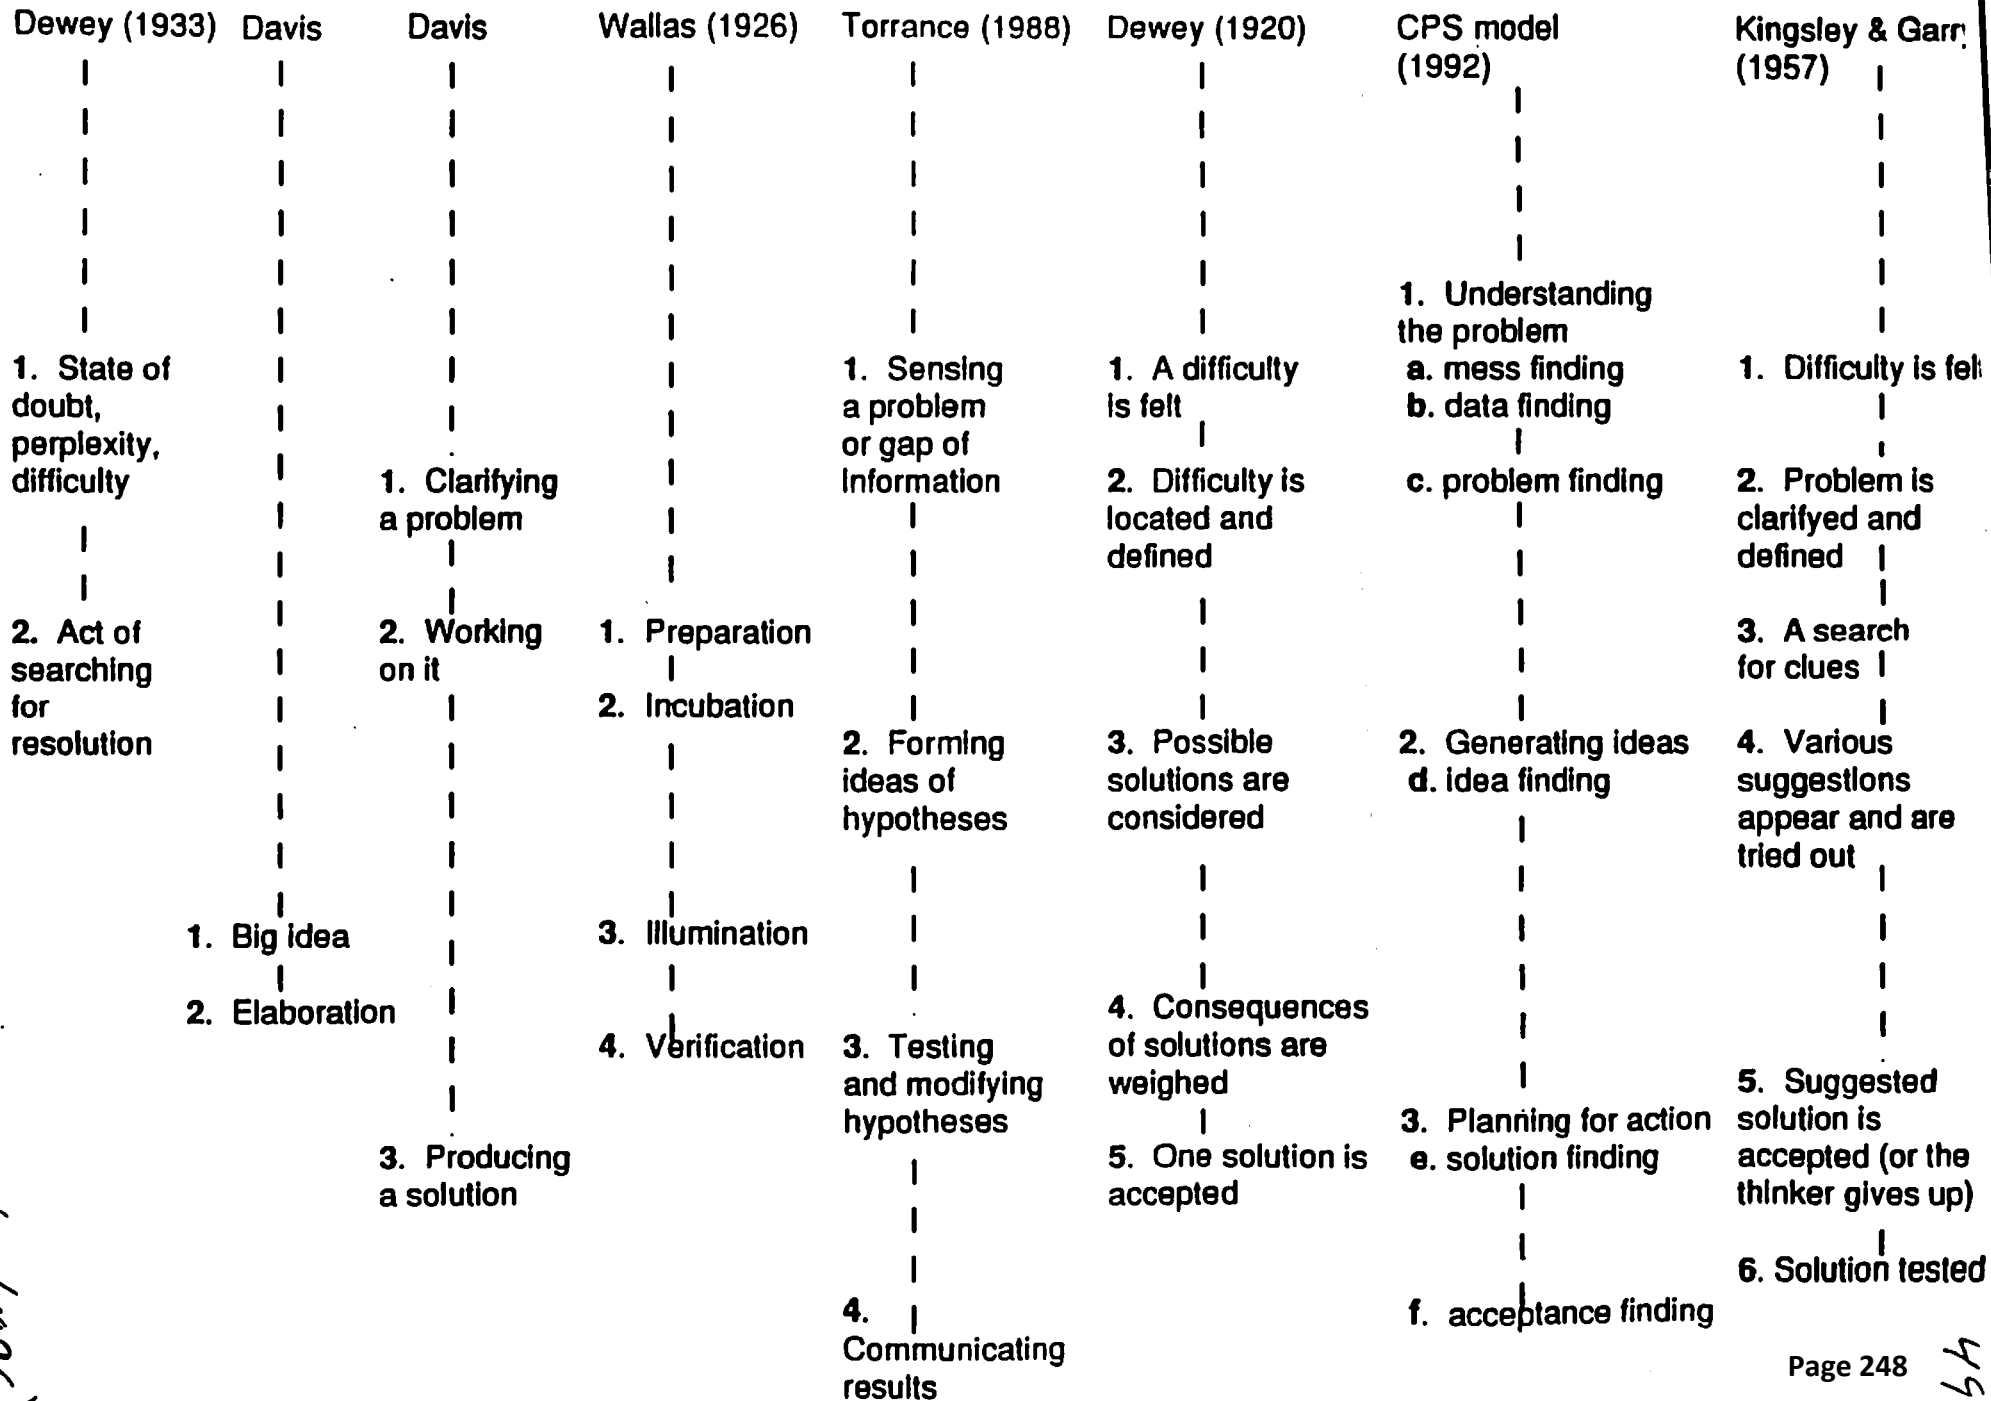 Dewey (1933)
1. State of
doubt,
perplexity,
difficulty
2. Act of
searching
for
resolution
Davis
1. Big idea
2. Elaboration
Davis
1. Clarifying
a problem
2. Working
on it
3. Producing
a solution
Wallas (1926)
1. Preparation
2. Incubation
3. Illumination
4. Verification
Torrance (1988)
1. Sensing
a problem
or gap of
Information
2. Forming
ideas of
hypotheses
3. Testing
and modifying
hypotheses
4.
Communicating
results
Dewey (1920)
1. A difficulty
is felt
2. Difficulty is
located and
defined
3. Possible
solutions are
considered
4. Consequences
of solutions are
weighed
5. One solution is
accepted
CPS model
(1992)
1. Understanding
the problem
a. mess finding
b. data finding
c. problem finding
2. Generating ideas
d. idea finding
3. Planning for action
e. solution finding
f. acceptance finding
Kingsley &
(1957)
1. Difficulty is felt
2. Problem is
clarifyed and
defined
3. A search
for clues
4. Various
suggestions
appear and are
tried out
5. Suggested
solution is
accepted (or the
thinker gives up)
6. Solution tested
Page 248